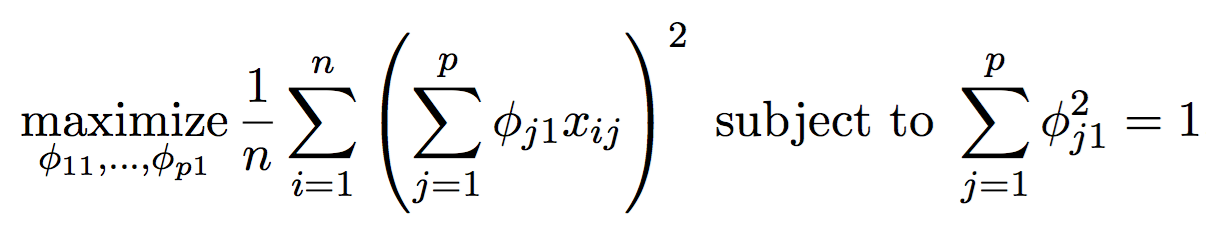 maximize_{ϕ_{11},...,ϕ_{p1}} \frac{1}{n} \sum_{i=1}^{n} \left( \sum_{j=1}^{p} ϕ_{j1} x_{ij} \right)^2 subject to \sum_{j=1}^{p} ϕ_{j1}^2 = 1